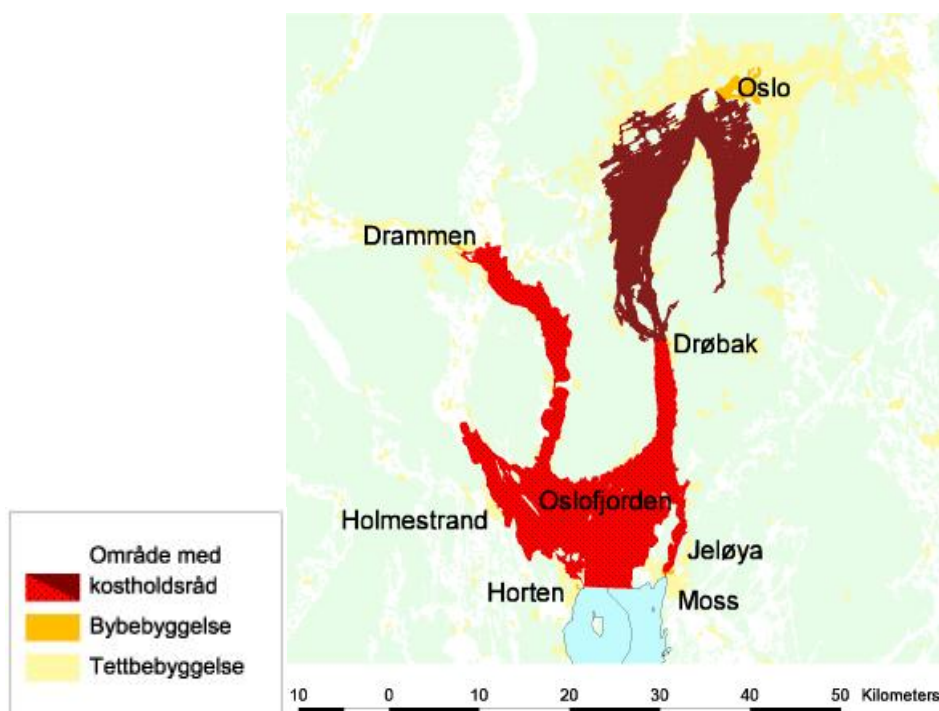 Oslo
Drammen
Drøbak
Oslofjorden
Holmestrand
Jeløya
Horten
Moss
Område med
kostholdsråd
Bybebyggelse
Tettbebyggelse
10 0 10 20 30 40 50 Kilometers